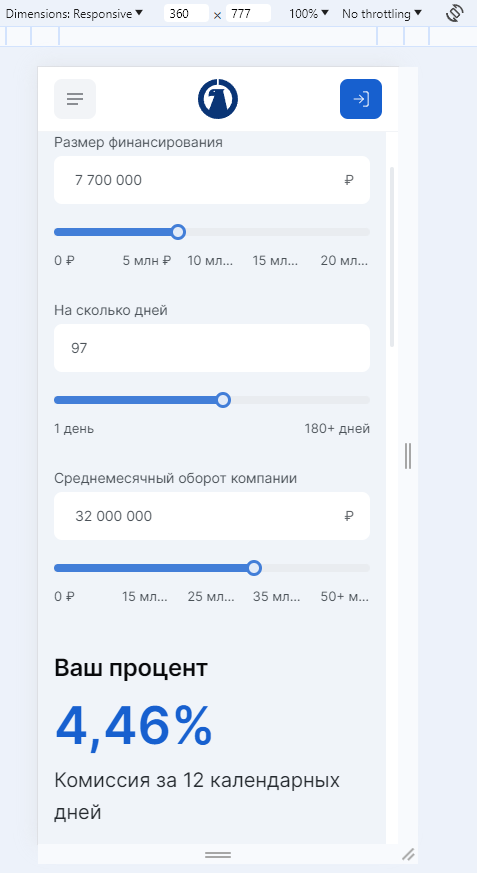 Dimensions: Responsive 360 × 777 100% No throttling
Размер финансирования
7 700 000 ₽
0 ₽ 5 млн ₽ 10 мл... 15 мл... 20 мл...
На сколько дней
97
1 день 180+ дней
Среднемесячный оборот компании
32 000 000 ₽
0 ₽ 15 мл... 25 мл... 35 мл... 50+ м...
Ваш процент
4,46%
Комиссия за 12 календарных
дней